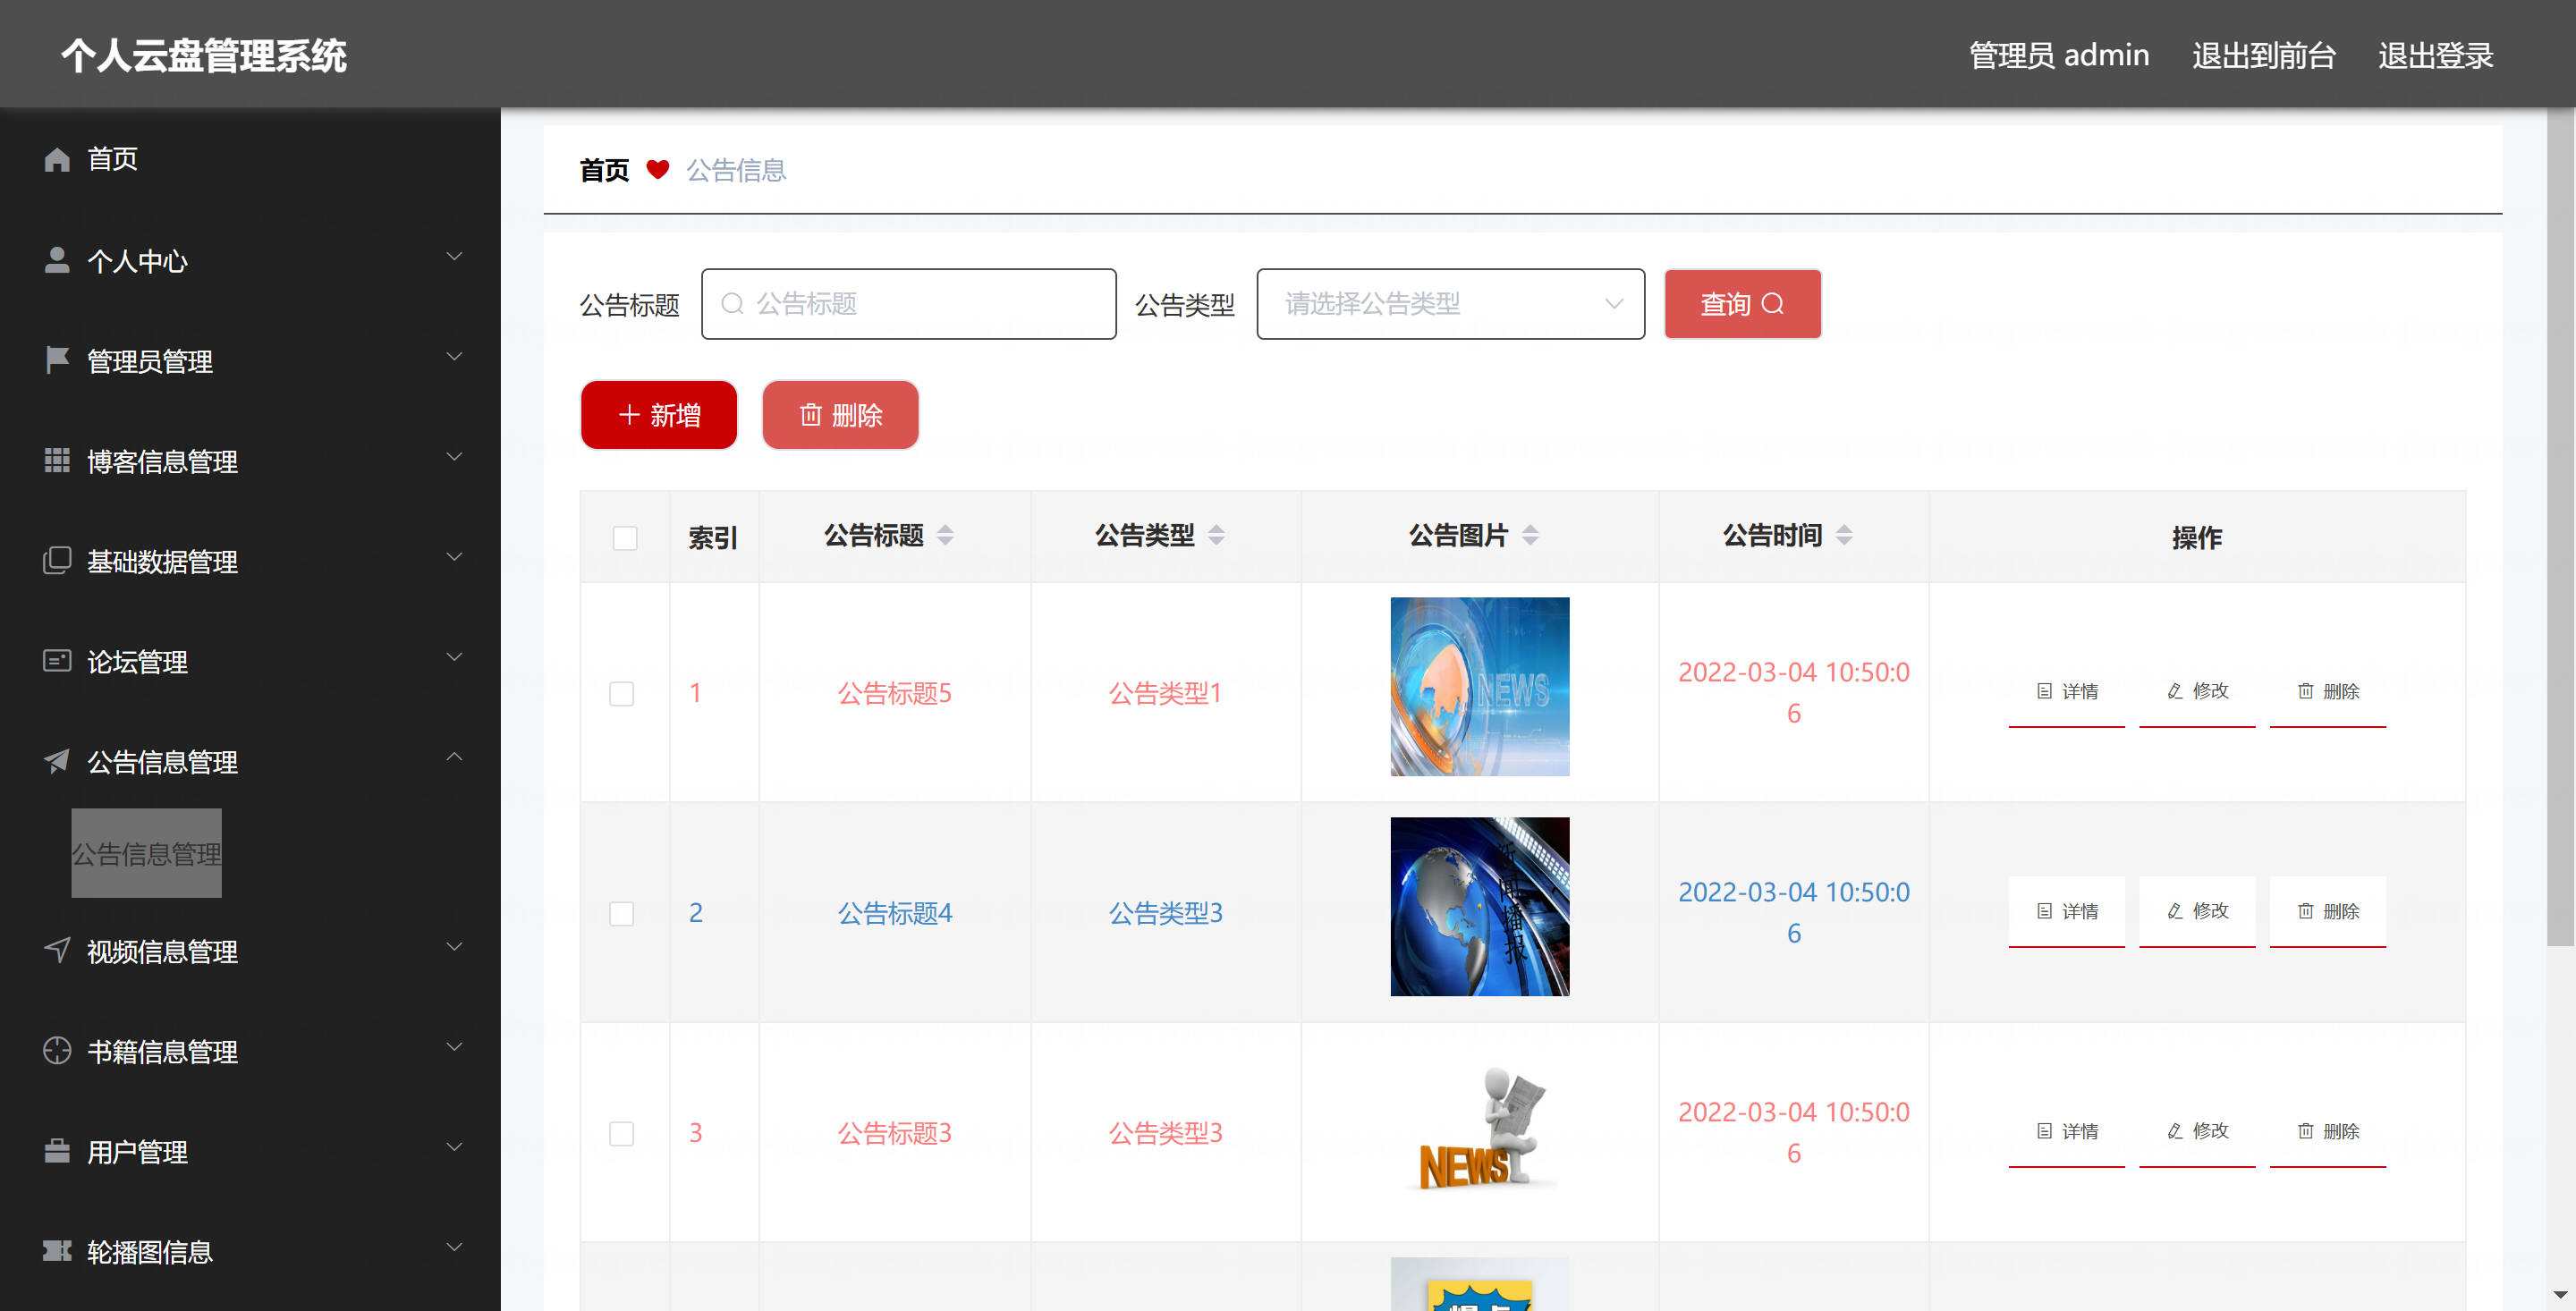 个人云盘管理系统
管理员 admin 退出到前台 退出登录
首页
个人中心
管理员管理
博客信息管理
基础数据管理
论坛管理
公告信息管理
公告信息管理
视频信息管理
书籍信息管理
用户管理
轮播图信息
首页 公告信息
公告标题 公告标题 公告类型 请选择公告类型 查询
新增 删除
索引 公告标题 公告类型 公告图片 公告时间 操作
1 公告标题5 公告类型1 NEWS 2022-03-04 10:50:0
6
详情 修改 删除
2 公告标题4 公告类型3 新闻播报 2022-03-04 10:50:0
6
详情 修改 删除
3 公告标题3 公告类型3 NEWS 2022-03-04 10:50:0
6
详情 修改 删除